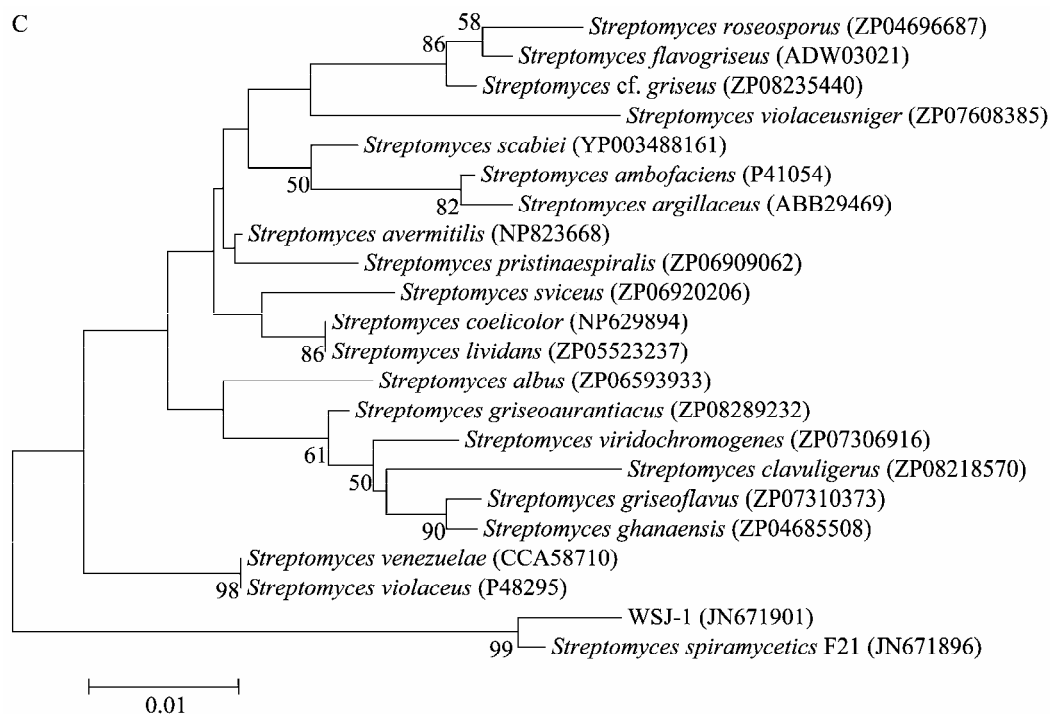 C
58
Streptomyces roseosporus (ZP04696687)
86
Streptomyces flavogriseus (ADW03021)
Streptomyces cf. griseus (ZP08235440)
Streptomyces violaceusniger (ZP07608385)
Streptomyces scabiei (YP003488161)
50
Streptomyces ambofaciens (P41054)
82
Streptomyces argillaceus (ABB29469)
Streptomyces avermitilis (NP823668)
Streptomyces pristinaespiralis (ZP06909062)
Streptomyces sviceus (ZP06920206)
Streptomyces coelicolor (NP629894)
86
Streptomyces lividans (ZP05523237)
Streptomyces albus (ZP06593933)
Streptomyces griseoaurantiacus (ZP08289232)
61
Streptomyces viridochromogenes (ZP07306916)
50
Streptomyces clavuligerus (ZP08218570)
Streptomyces griseoflavus (ZP07310373)
90
Streptomyces ghanaensis (ZP04685508)
Streptomyces venezuelae (CCA58710)
98
Streptomyces violaceus (P48295)
WSJ-1 (JN671901)
99
Streptomyces spiramycetics F21 (JN671896)
0.01